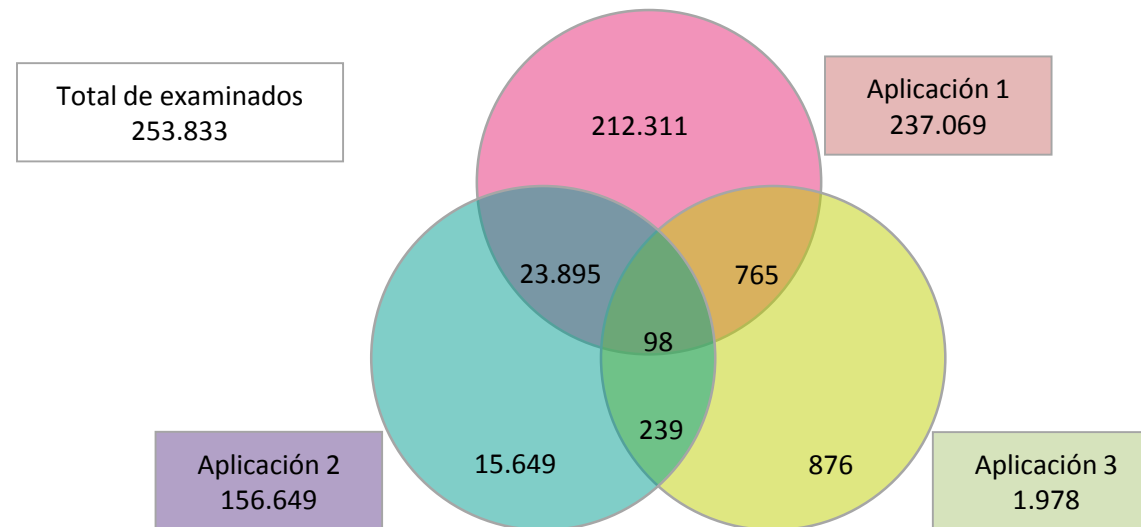 Total de examinados
253.833
Aplicación 1
237.069
212.311
23.895
765
98
239
15.649
876
Aplicación 2
156.649
Aplicación 3
1.978